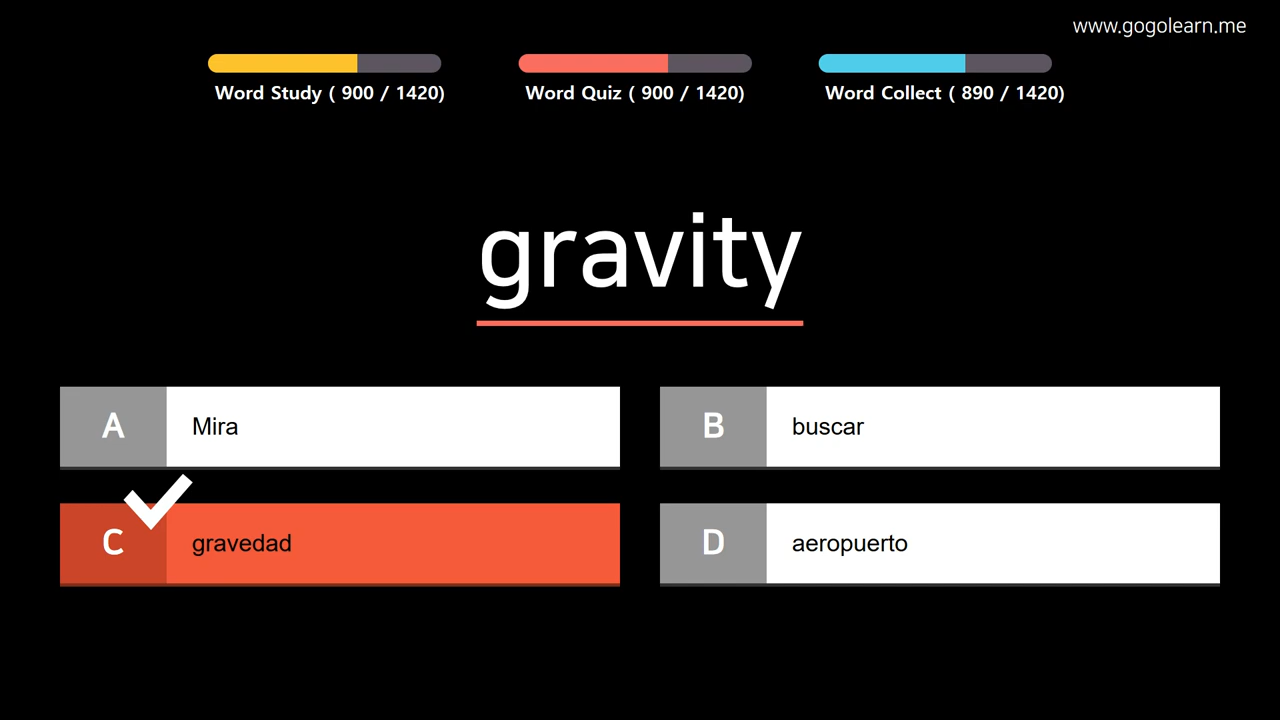 www.gogolearn.me
Word Study ( 900 / 1420)
Word Quiz ( 900 / 1420)
Word Collect ( 890 / 1420)
gravity
A Mira
B buscar
C gravedad
D aeropuerto